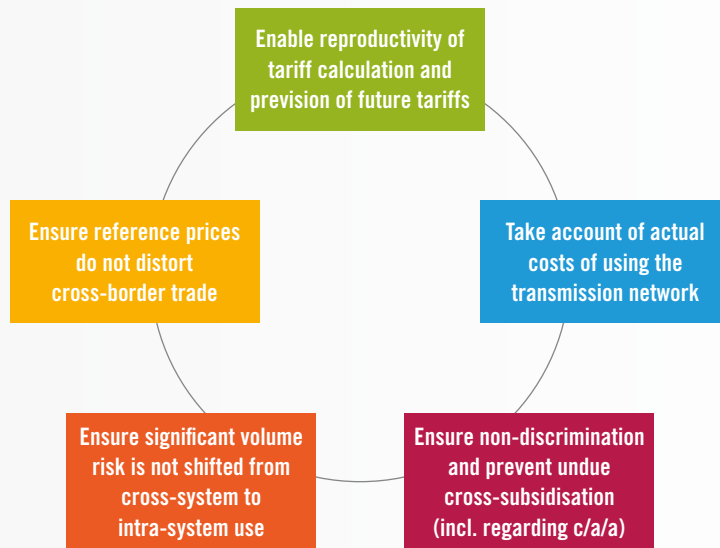 Enable reproductivity of
tariff calculation and
prevision of future tariffs
Ensure reference prices
do not distort
cross-border trade
Take account of actual
costs of using the
transmission network
Ensure significant volume
risk is not shifted from
cross-system to
intra-system use
Ensure non-discrimination
and prevent undue
cross-subsidisation
(incl. regarding c/a/a)